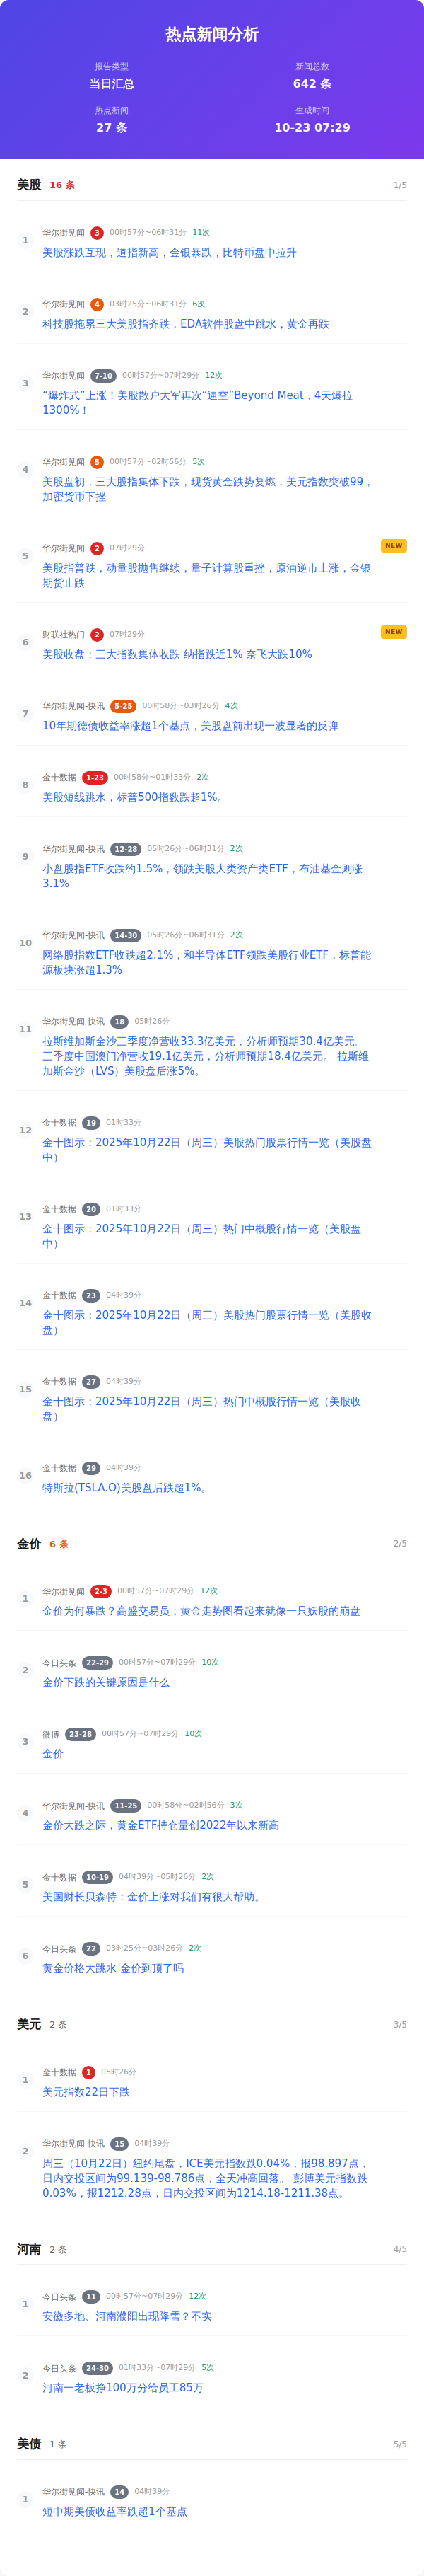 热点新闻分析
报告类型
当日汇总
新闻总数
642 条
热点新闻
27 条
生成时间
10-23 07:29
美股 16 条 1/5
1
华尔街见闻 3 00时57分~06时31分 11次
美股涨跌互现，道指新高，金银暴跌，比特币盘中拉升
2
华尔街见闻 4 03时25分~06时31分 6次
科技股拖累三大美股指齐跌，EDA软件股盘中跳水，黄金再跌
3
华尔街见闻 7-10 00时57分~07时29分 12次
“爆炸式”上涨！美股散户大军再次“逼空”Beyond Meat，4天爆拉
1300%！
4
华尔街见闻 5 00时57分~02时56分 5次
美股盘初，三大股指集体下跌，现货黄金跌势复燃，美元指数突破99，
加密货币下挫
5
华尔街见闻 2 07时29分 NEW
美股指普跌，动量股抛售继续，量子计算股重挫，原油逆市上涨，金银
期货止跌
6
财联社热门 2 07时29分 NEW
美股收盘：三大指数集体收跌 纳指跌近1% 奈飞大跌10%
7
华尔街见闻-快讯 5-25 00时58分~03时26分 4次
10年期德债收益率涨超1个基点，美股盘前出现一波显著的反弹
8
金十数据 1-23 00时58分~01时33分 2次
美股短线跳水，标普500指数跌超1%。
9
华尔街见闻-快讯 12-28 05时26分~06时31分 2次
小盘股指ETF收跌约1.5%，领跌美股大类资产类ETF，布油基金则涨
3.1%
10
华尔街见闻-快讯 14-30 05时26分~06时31分 2次
网络股指数ETF收跌超2.1%，和半导体ETF领跌美股行业ETF，标普能
源板块涨超1.3%
11
华尔街见闻-快讯 18 05时26分
拉斯维加斯金沙三季度净营收33.3亿美元，分析师预期30.4亿美元。
三季度中国澳门净营收19.1亿美元，分析师预期18.4亿美元。 拉斯维
加斯金沙（LVS）美股盘后涨5%。
12
金十数据 19 01时33分
金十图示：2025年10月22日（周三）美股热门股票行情一览（美股盘
中）
13
金十数据 20 01时33分
金十图示：2025年10月22日（周三）热门中概股行情一览（美股盘
中）
14
金十数据 23 04时39分
金十图示：2025年10月22日（周三）美股热门股票行情一览（美股收
盘）
15
金十数据 27 04时39分
金十图示：2025年10月22日（周三）热门中概股行情一览（美股收
盘）
16
金十数据 29 04时39分
特斯拉(TSLA.O)美股盘后跌超1%。
金价 6 条 2/5
1
华尔街见闻 2-3 00时57分~07时29分 12次
金价为何暴跌？高盛交易员：黄金走势图看起来就像一只妖股的崩盘
2
今日头条 22-29 00时57分~07时29分 10次
金价下跌的关键原因是什么
3
微博 23-28 00时57分~07时29分 10次
金价
4
华尔街见闻-快讯 11-25 00时58分~02时56分 3次
金价大跌之际，黄金ETF持仓量创2022年以来新高
5
金十数据 10-19 04时39分~05时26分 2次
美国财长贝森特：金价上涨对我们有很大帮助。
6
今日头条 22 03时25分~03时26分 2次
黄金价格大跳水 金价到顶了吗
美元 2 条 3/5
1
金十数据 1 05时26分
美元指数22日下跌
2
华尔街见闻-快讯 15 04时39分
周三（10月22日）纽约尾盘，ICE美元指数跌0.04%，报98.897点，
日内交投区间为99.139-98.786点，全天冲高回落。 彭博美元指数跌
0.03%，报1212.28点，日内交投区间为1214.18-1211.38点。
河南 2 条 4/5
1
今日头条 11 00时57分~07时29分 12次
安徽多地、河南濮阳出现降雪？不实
2
今日头条 24-30 01时33分~07时29分 5次
河南一老板挣100万分给员工85万
美债 1 条 5/5
1
华尔街见闻-快讯 14 04时39分
短中期美债收益率跌超1个基点